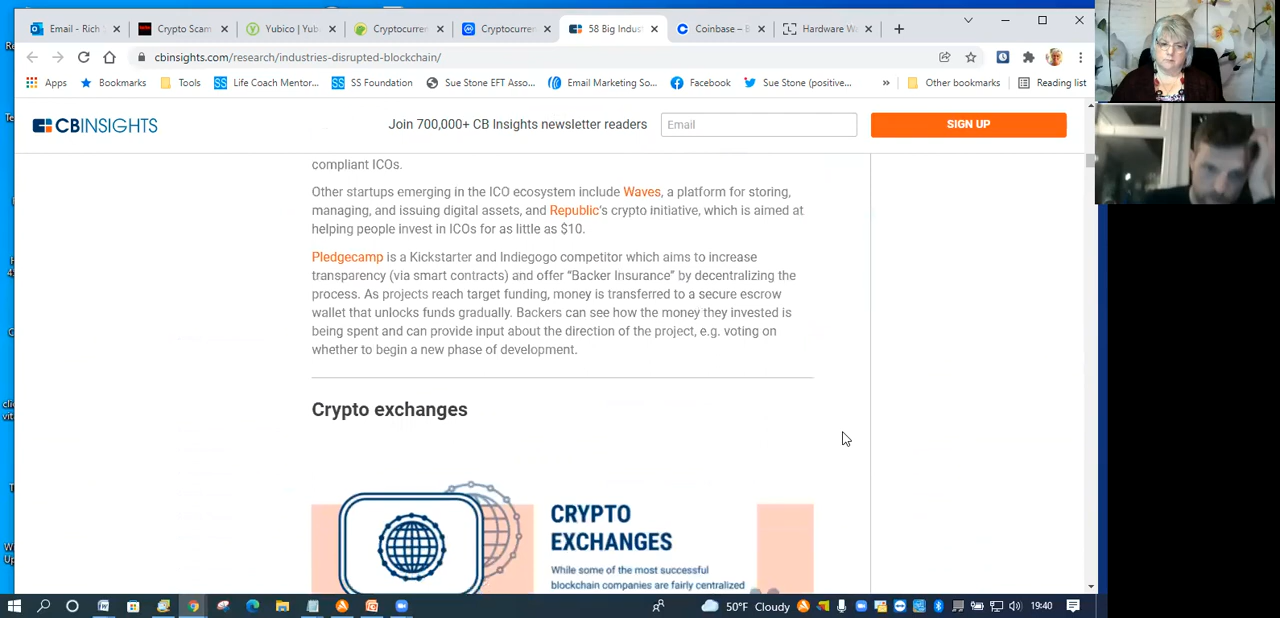 Email - Rich
Crypto Scam
Yubico | Yub
Cryptocurren
Cryptocurren
58 Big Indus
Coinbase – B
Hardware Wa
cbinsights.com/research/industries-disrupted-blockchain/
Apps
Bookmarks
Tools
Life Coach Mentor...
SS Foundation
Sue Stone EFT Asso...
Email Marketing So...
Facebook
Sue Stone (positive...
»
Other bookmarks
Reading list
CBINSIGHTS
Join 700,000+ CB Insights newsletter readers
Email
SIGN UP
compliant ICOs.
Other startups emerging in the ICO ecosystem include Waves, a platform for storing,
managing, and issuing digital assets, and Republic's crypto initiative, which is aimed at
helping people invest in ICOs for as little as $10.
Pledgecamp is a Kickstarter and Indiegogo competitor which aims to increase
transparency (via smart contracts) and offer “Backer Insurance” by decentralizing the
process. As projects reach target funding, money is transferred to a secure escrow
wallet that unlocks funds gradually. Backers can see how the money they invested is
being spent and can provide input about the direction of the project, e.g. voting on
whether to begin a new phase of development.
Crypto exchanges
CRYPTO
EXCHANGES
While some of the most successful
blockchain companies are fairly centralized
50°F Cloudy
19:40